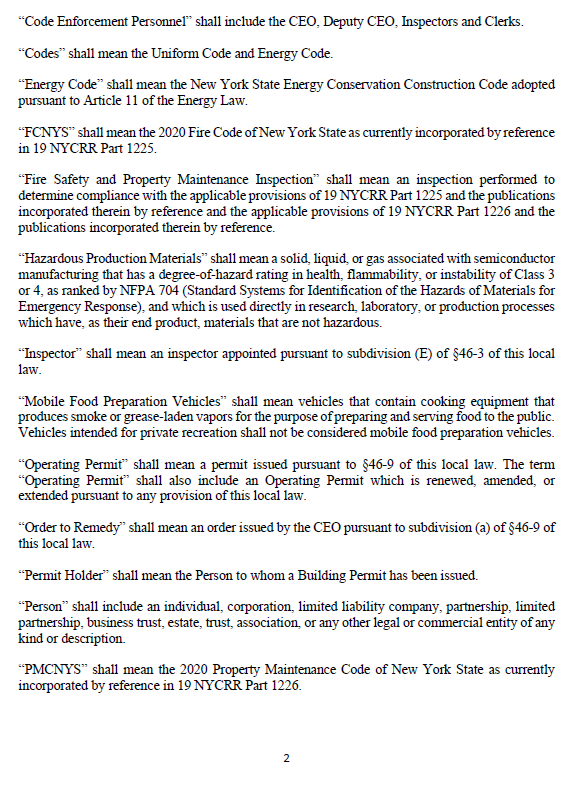 “Code Enforcement Personnel” shall include the CEO, Deputy CEO, Inspectors and Clerks.
“Codes” shall mean the Uniform Code and Energy Code.
“Energy Code” shall mean the New York State Energy Conservation Construction Code adopted
pursuant to Article 11 of the Energy Law.
“FCNYS” shall mean the 2020 Fire Code of New York State as currently incorporated by reference
in 19 NYCRR Part 1225.
“Fire Safety and Property Maintenance Inspection” shall mean an inspection performed to
determine compliance with the applicable provisions of 19 NYCRR Part 1225 and the publications
incorporated therein by reference and the applicable provisions of 19 NYCRR Part 1226 and the
publications incorporated therein by reference.
“Hazardous Production Materials” shall mean a solid, liquid, or gas associated with semiconductor
manufacturing that has a degree-of-hazard rating in health, flammability, or instability of Class 3
or 4, as ranked by NFPA 704 (Standard Systems for Identification of the Hazards of Materials for
Emergency Response), and which is used directly in research, laboratory, or production processes
which have, as their end product, materials that are not hazardous.
“Inspector” shall mean an inspector appointed pursuant to subdivision (E) of §46-3 of this local
law.
“Mobile Food Preparation Vehicles” shall mean vehicles that contain cooking equipment that
produces smoke or grease-laden vapors for the purpose of preparing and serving food to the public.
Vehicles intended for private recreation shall not be considered mobile food preparation vehicles.
“Operating Permit” shall mean a permit issued pursuant to §46-9 of this local law. The term
“Operating Permit” shall also include an Operating Permit which is renewed, amended, or
extended pursuant to any provision of this local law.
“Order to Remedy” shall mean an order issued by the CEO pursuant to subdivision (a) of §46-9 of
this local law.
“Permit Holder” shall mean the Person to whom a Building Permit has been issued.
“Person” shall include an individual, corporation, limited liability company, partnership, limited
partnership, business trust, estate, trust, association, or any other legal or commercial entity of any
kind or description.
“PMCNYS” shall mean the 2020 Property Maintenance Code of New York State as currently
incorporated by reference in 19 NYCRR Part 1226.
2